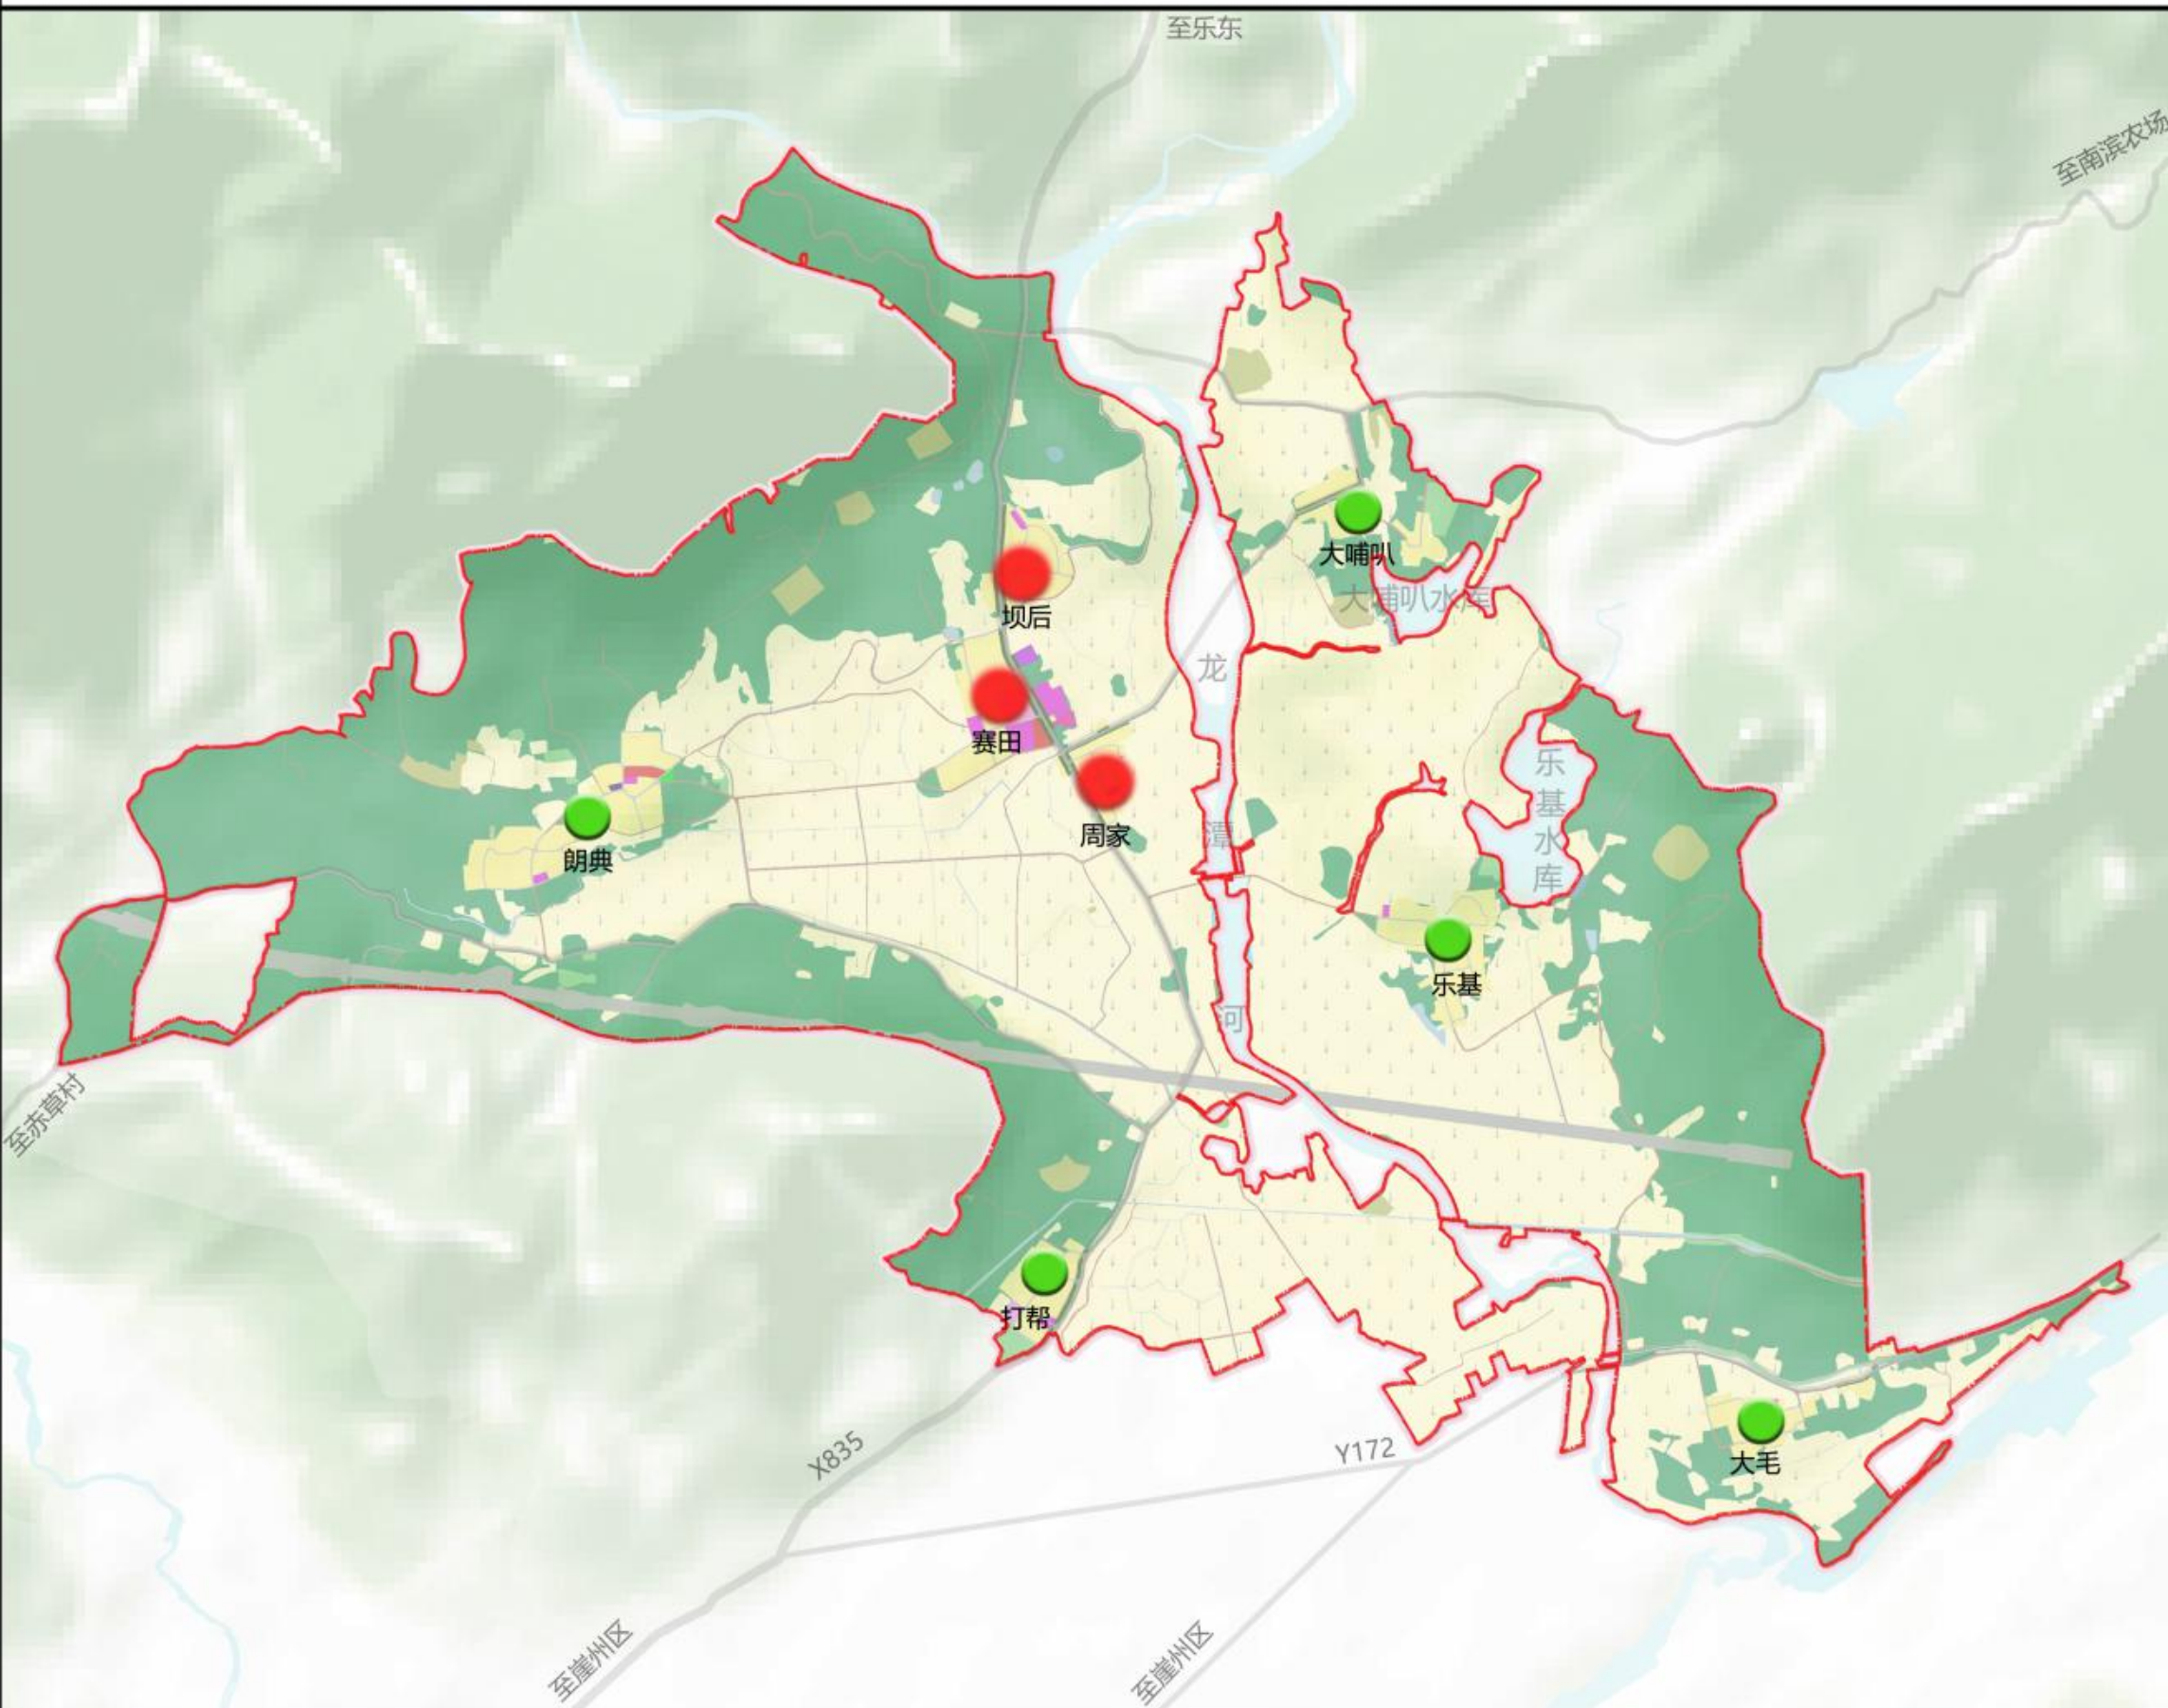 至乐东
至南滨农场
大哺叭
大哺叭水库
坝后
龙
赛田
乐
基
水
库
周家
潭
朗典
乐基
河
至赤草村
打帮
大毛
X835
Y172
至崖州区
至崖州区